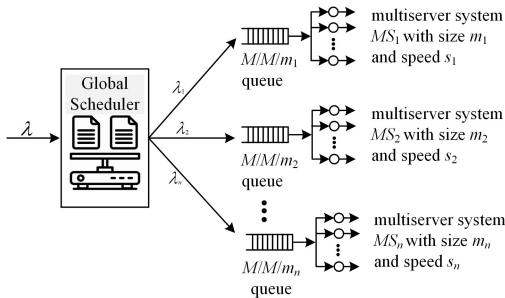 λ
Global
Scheduler
λ₁
λ₂
λₙ
M/M/m₁
queue
multiserver system
MS₁ with size m₁
and speed s₁
M/M/m₂
queue
multiserver system
MS₂ with size m₂
and speed s₂
M/M/mₙ
queue
multiserver system
MSₙ with size mₙ
and speed sₙ